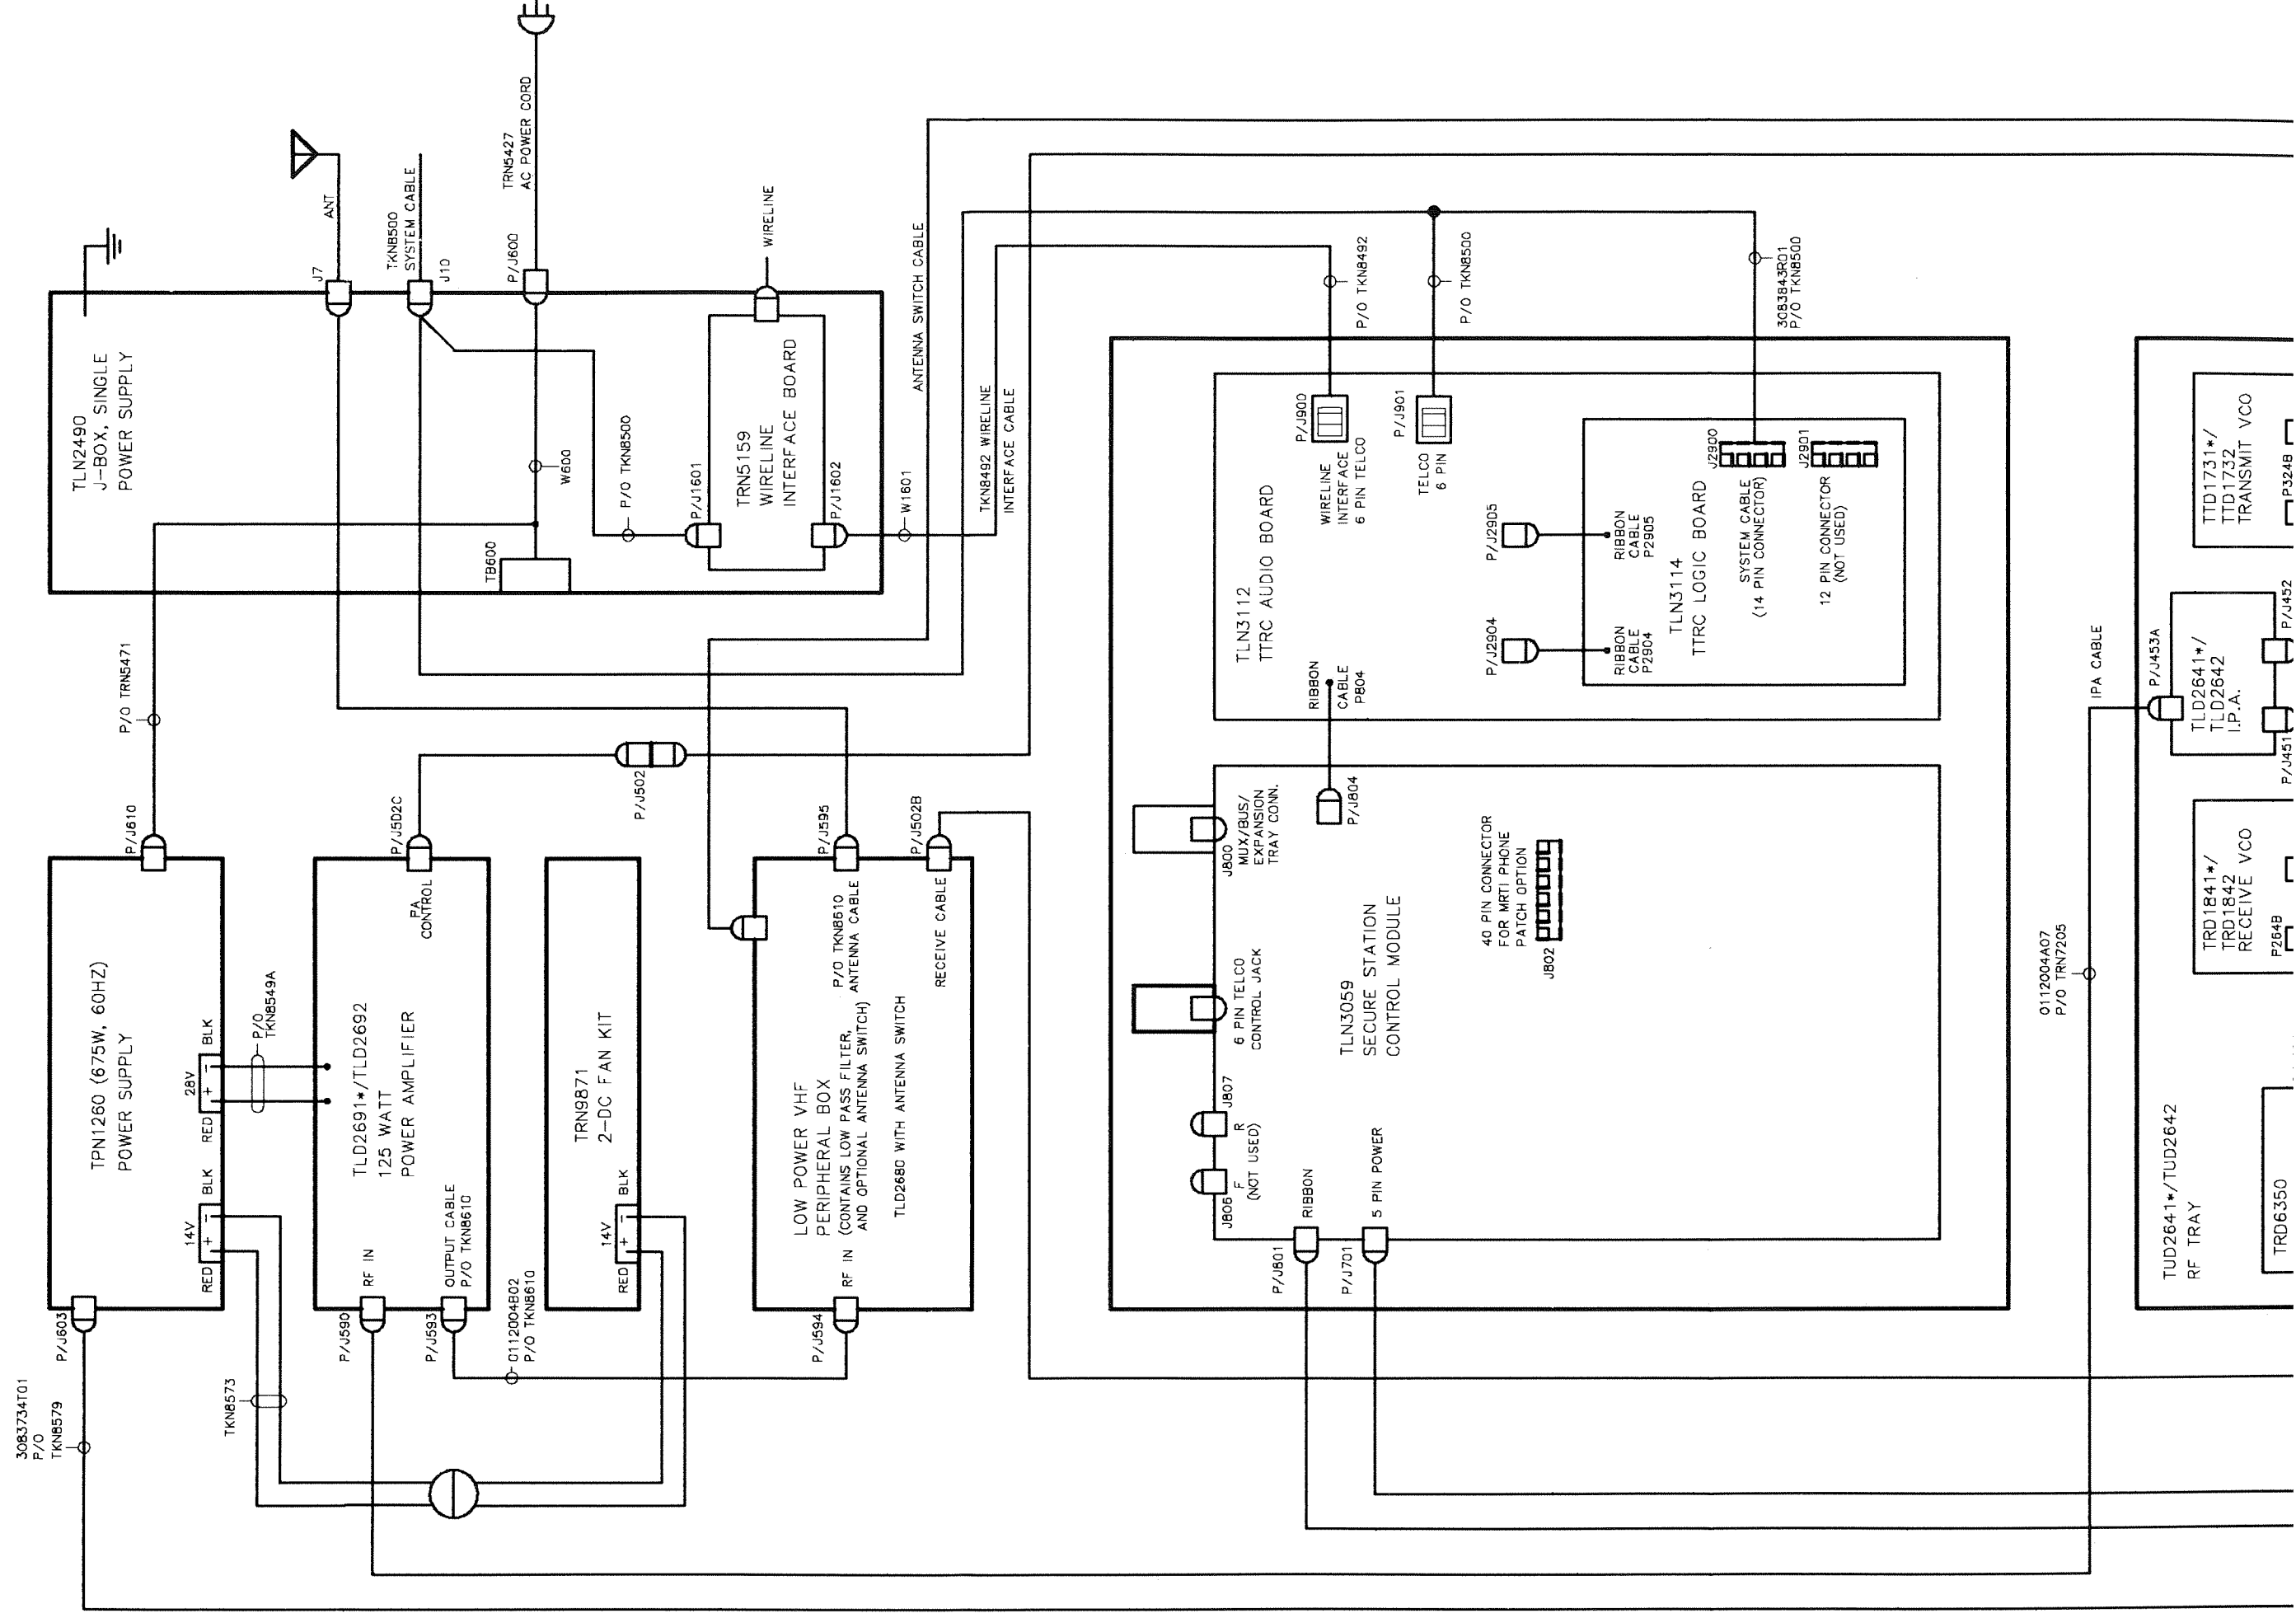 TLN2490
J-BOX, SINGLE
POWER SUPPLY
J7
ANT
TKN8500
SYSTEM CABLE
J10
P/J600
TRN5427
AC POWER CORD
WIRELINE
TRN5159
WIRELINE
INTERFACE BOARD
P/J1601
P/J1602
P/O TKN8500
W600
TB600
W1601
ANTENNA SWITCH CABLE
TKN8492 WIRELINE
INTERFACE CABLE
P/O TRN5471
P/J610
P/J502C
P/J502
P/J595
P/J502B
TPN1260 (675W, 60HZ)
POWER SUPPLY
RED
14V
+ −
BLK
RED
28V
+ −
BLK
P/O
TKN8549A
P/J603
3083734T01
P/O
TKN8579
TKN8573
TLD2691*/TLD2692
125 WATT
POWER AMPLIFIER
PA
CONTROL
RF IN
OUTPUT CABLE
P/O TKN8610
P/J590
P/J593
0112004B02
P/O TKN8610
TRN9871
2-DC FAN KIT
RED
14V
+ −
BLK
LOW POWER VHF
PERIPHERAL BOX
(CONTAINS LOW PASS FILTER,
AND OPTIONAL ANTENNA SWITCH)
TLD2680 WITH ANTENNA SWITCH
P/O TKN8610
ANTENNA CABLE
RECEIVE CABLE
RF IN
P/J594
TLN3112
TTRC AUDIO BOARD
P/J900
WIRELINE
INTERFACE
6 PIN TELCO
P/J901
TELCO
6 PIN
P/O TKN8492
P/O TKN8500
3083843R01
P/O TKN8500
P/J2905
RIBBON
CABLE
P2905
P/J2904
RIBBON
CABLE
P2904
TLN3114
TTRC LOGIC BOARD
J2900
SYSTEM CABLE
(14 PIN CONNECTOR)
J2901
12 PIN CONNECTOR
(NOT USED)
RIBBON
CABLE
P804
P/J804
J800
MUX/BUS/
EXPANSION
TRAY CONN.
6 PIN TELCO
CONTROL JACK
TLN3059
SECURE STATION
CONTROL MODULE
40 PIN CONNECTOR
FOR MRTI PHONE
PATCH OPTION
J802
J807
R
J806
F
(NOT USED)
P/J801
RIBBON
P/J701
5 PIN POWER
IPA CABLE
0112004A07
P/O TRN7205
TUD2641*/TUD2642
RF TRAY
TTD1731*/
TTD1732
TRANSMIT VCO
P324B
P/J452
P/J453A
TLD2641*/
TLD2642
I.P.A.
P/J451
TRD1841*/
TRD1842
RECEIVE VCO
P264B
TRD6350